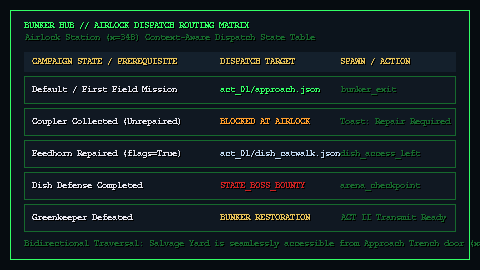 BUNKER HUB // AIRLOCK DISPATCH ROUTING MATRIX
Airlock Station (x=348) Context-Aware Dispatch State Table
CAMPAIGN STATE / PREREQUISITE DISPATCH TARGET SPAWN / ACTION
Default / First Field Mission act_01/approach.json bunker_exit
Coupler Collected (Unrepaired) BLOCKED AT AIRLOCK Toast: Repair Required
Feedhorn Repaired (flags=True) act_01/dish_catwalk.json dish_access_left
Dish Defense Completed STATE_BOSS_BOUNTY arena_checkpoint
Greenkeeper Defeated BUNKER RESTORATION ACT II Transmit Ready
Bidirectional Traversal: Salvage Yard is seamlessly accessible from Approach Trench door